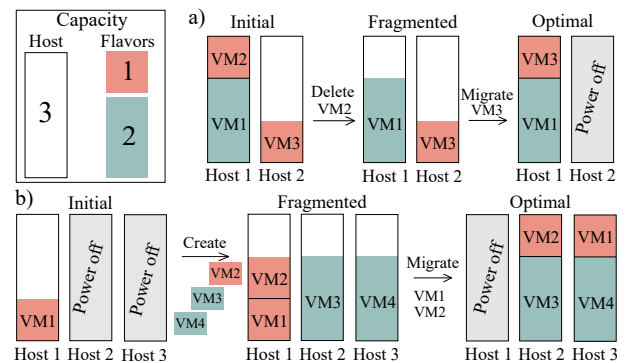 Capacity
Host Flavors
3
1
2
a) Initial Fragmented Optimal
VM2
VM1
VM3
Host 1 Host 2
Delete
VM2
VM1
VM3
Host 1 Host 2
Migrate
VM3
VM3
VM1
Power off
Host 1 Host 2
b) Initial Fragmented Optimal
VM1
Power off
Power off
Host 1 Host 2 Host 3
Create
VM2
VM3
VM4
VM2
VM1
VM3
VM4
Host 1 Host 2 Host 3
Migrate
VM1
VM2
Power off
VM2
VM3
VM1
VM4
Host 1 Host 2 Host 3